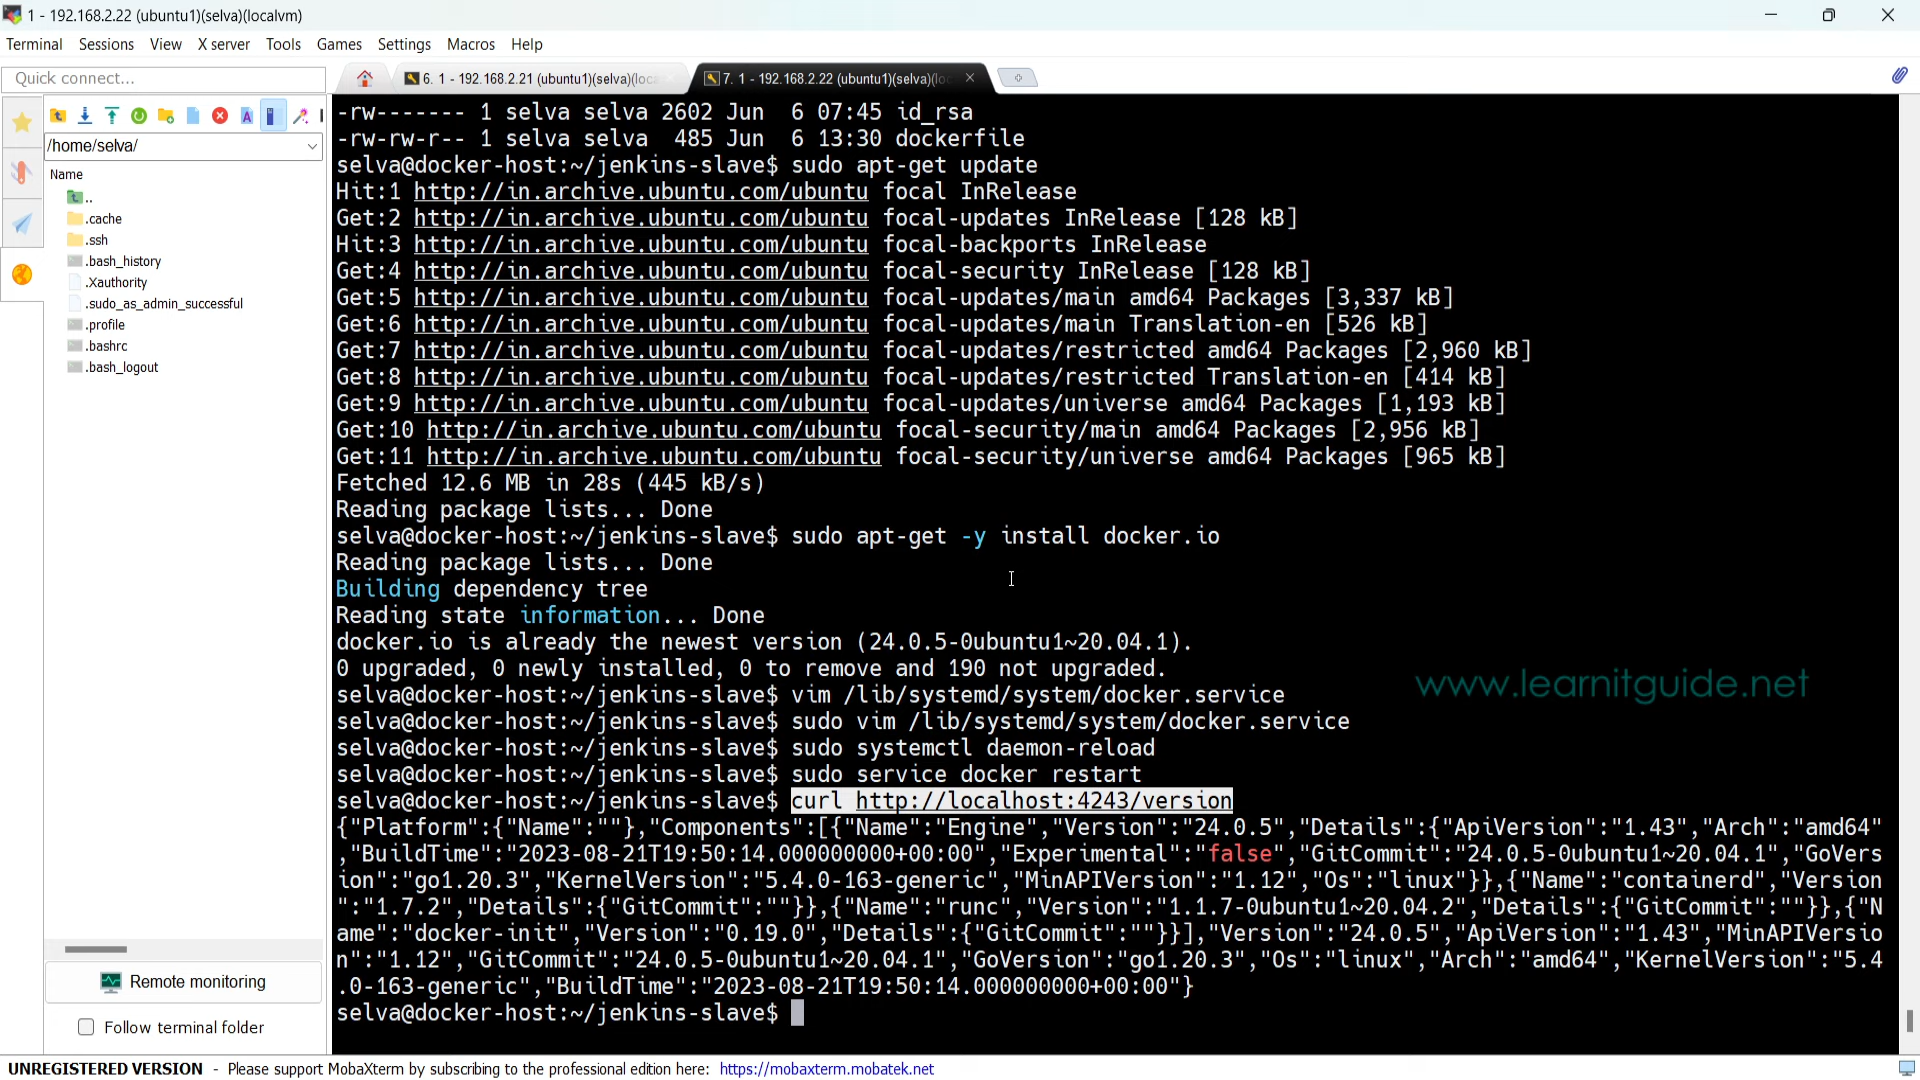 1 - 192.168.2.22 (ubuntu1)(selva)(localvm)
Terminal Sessions View X server Tools Games Settings Macros Help
Quick connect...
6. 1 - 192.168.2.21 (ubuntu1)(selva)(loca
7. 1 - 192.168.2.22 (ubuntu1)(selva)(lo
/home/selva/
Name
..
.cache
.ssh
.bash_history
.Xauthority
.sudo_as_admin_successful
.profile
.bashrc
.bash_logout
Remote monitoring
Follow terminal folder
-rw------- 1 selva selva 2602 Jun  6 07:45 id_rsa
-rw-rw-r-- 1 selva selva  485 Jun  6 13:30 dockerfile
selva@docker-host:~/jenkins-slave$ sudo apt-get update
Hit:1 http://in.archive.ubuntu.com/ubuntu focal InRelease
Get:2 http://in.archive.ubuntu.com/ubuntu focal-updates InRelease [128 kB]
Hit:3 http://in.archive.ubuntu.com/ubuntu focal-backports InRelease
Get:4 http://in.archive.ubuntu.com/ubuntu focal-security InRelease [128 kB]
Get:5 http://in.archive.ubuntu.com/ubuntu focal-updates/main amd64 Packages [3,337 kB]
Get:6 http://in.archive.ubuntu.com/ubuntu focal-updates/main Translation-en [526 kB]
Get:7 http://in.archive.ubuntu.com/ubuntu focal-updates/restricted amd64 Packages [2,960 kB]
Get:8 http://in.archive.ubuntu.com/ubuntu focal-updates/restricted Translation-en [414 kB]
Get:9 http://in.archive.ubuntu.com/ubuntu focal-updates/universe amd64 Packages [1,193 kB]
Get:10 http://in.archive.ubuntu.com/ubuntu focal-security/main amd64 Packages [2,956 kB]
Get:11 http://in.archive.ubuntu.com/ubuntu focal-security/universe amd64 Packages [965 kB]
Fetched 12.6 MB in 28s (445 kB/s)
Reading package lists... Done
selva@docker-host:~/jenkins-slave$ sudo apt-get -y install docker.io
Reading package lists... Done
Building dependency tree
Reading state information... Done
docker.io is already the newest version (24.0.5-0ubuntu1~20.04.1).
0 upgraded, 0 newly installed, 0 to remove and 190 not upgraded.
selva@docker-host:~/jenkins-slave$ vim /lib/systemd/system/docker.service
www.learnitguide.net
selva@docker-host:~/jenkins-slave$ sudo vim /lib/systemd/system/docker.service
selva@docker-host:~/jenkins-slave$ sudo systemctl daemon-reload
selva@docker-host:~/jenkins-slave$ sudo service docker restart
selva@docker-host:~/jenkins-slave$ curl http://localhost:4243/version
{"Platform":{"Name":""},"Components":[{"Name":"Engine","Version":"24.0.5","Details":{"ApiVersion":"1.43","Arch":"amd64"
,"BuildTime":"2023-08-21T19:50:14.000000000+00:00","Experimental":"false","GitCommit":"24.0.5-0ubuntu1~20.04.1","GoVers
ion":"go1.20.3","KernelVersion":"5.4.0-163-generic","MinAPIVersion":"1.12","Os":"linux"}},{"Name":"containerd","Version
":"1.7.2","Details":{"GitCommit":""}},{"Name":"runc","Version":"1.1.7-0ubuntu1~20.04.2","Details":{"GitCommit":""}},{"N
ame":"docker-init","Version":"0.19.0","Details":{"GitCommit":""}}],"Version":"24.0.5","ApiVersion":"1.43","MinAPIVersio
n":"1.12","GitCommit":"24.0.5-0ubuntu1~20.04.1","GoVersion":"go1.20.3","Os":"linux","Arch":"amd64","KernelVersion":"5.4
.0-163-generic","BuildTime":"2023-08-21T19:50:14.000000000+00:00"}
selva@docker-host:~/jenkins-slave$
UNREGISTERED VERSION - Please support MobaXterm by subscribing to the professional edition here: https://mobaxterm.mobatek.net